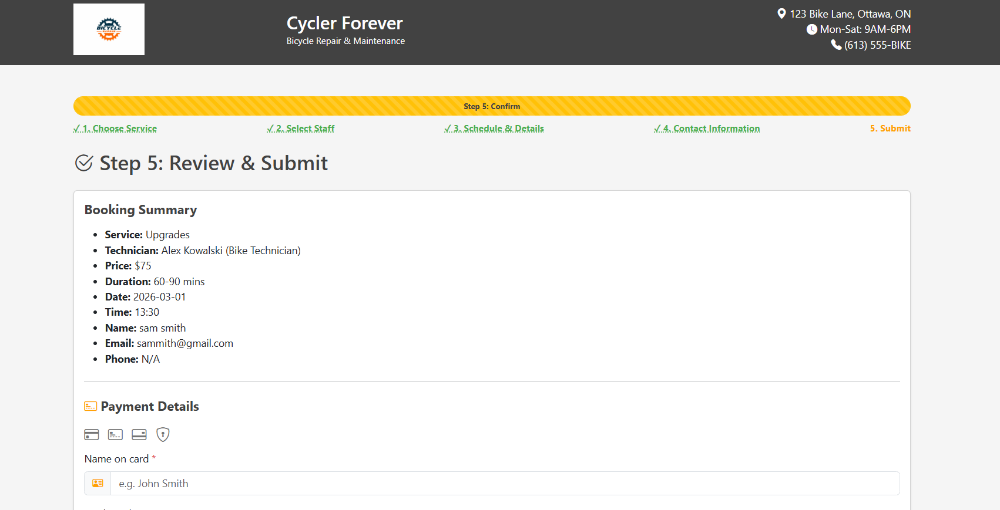 BICYCLE
REPAIR
Cycler Forever
Bicycle Repair & Maintenance
123 Bike Lane, Ottawa, ON
Mon-Sat: 9AM-6PM
(613) 555-BIKE
Step 5: Confirm
✓ 1. Choose Service
✓ 2. Select Staff
✓ 3. Schedule & Details
✓ 4. Contact Information
5. Submit
Step 5: Review & Submit
Booking Summary
• Service: Upgrades
• Technician: Alex Kowalski (Bike Technician)
• Price: $75
• Duration: 60-90 mins
• Date: 2026-03-01
• Time: 13:30
• Name: sam smith
• Email: sammith@gmail.com
• Phone: N/A
Payment Details
Name on card *
e.g. John Smith